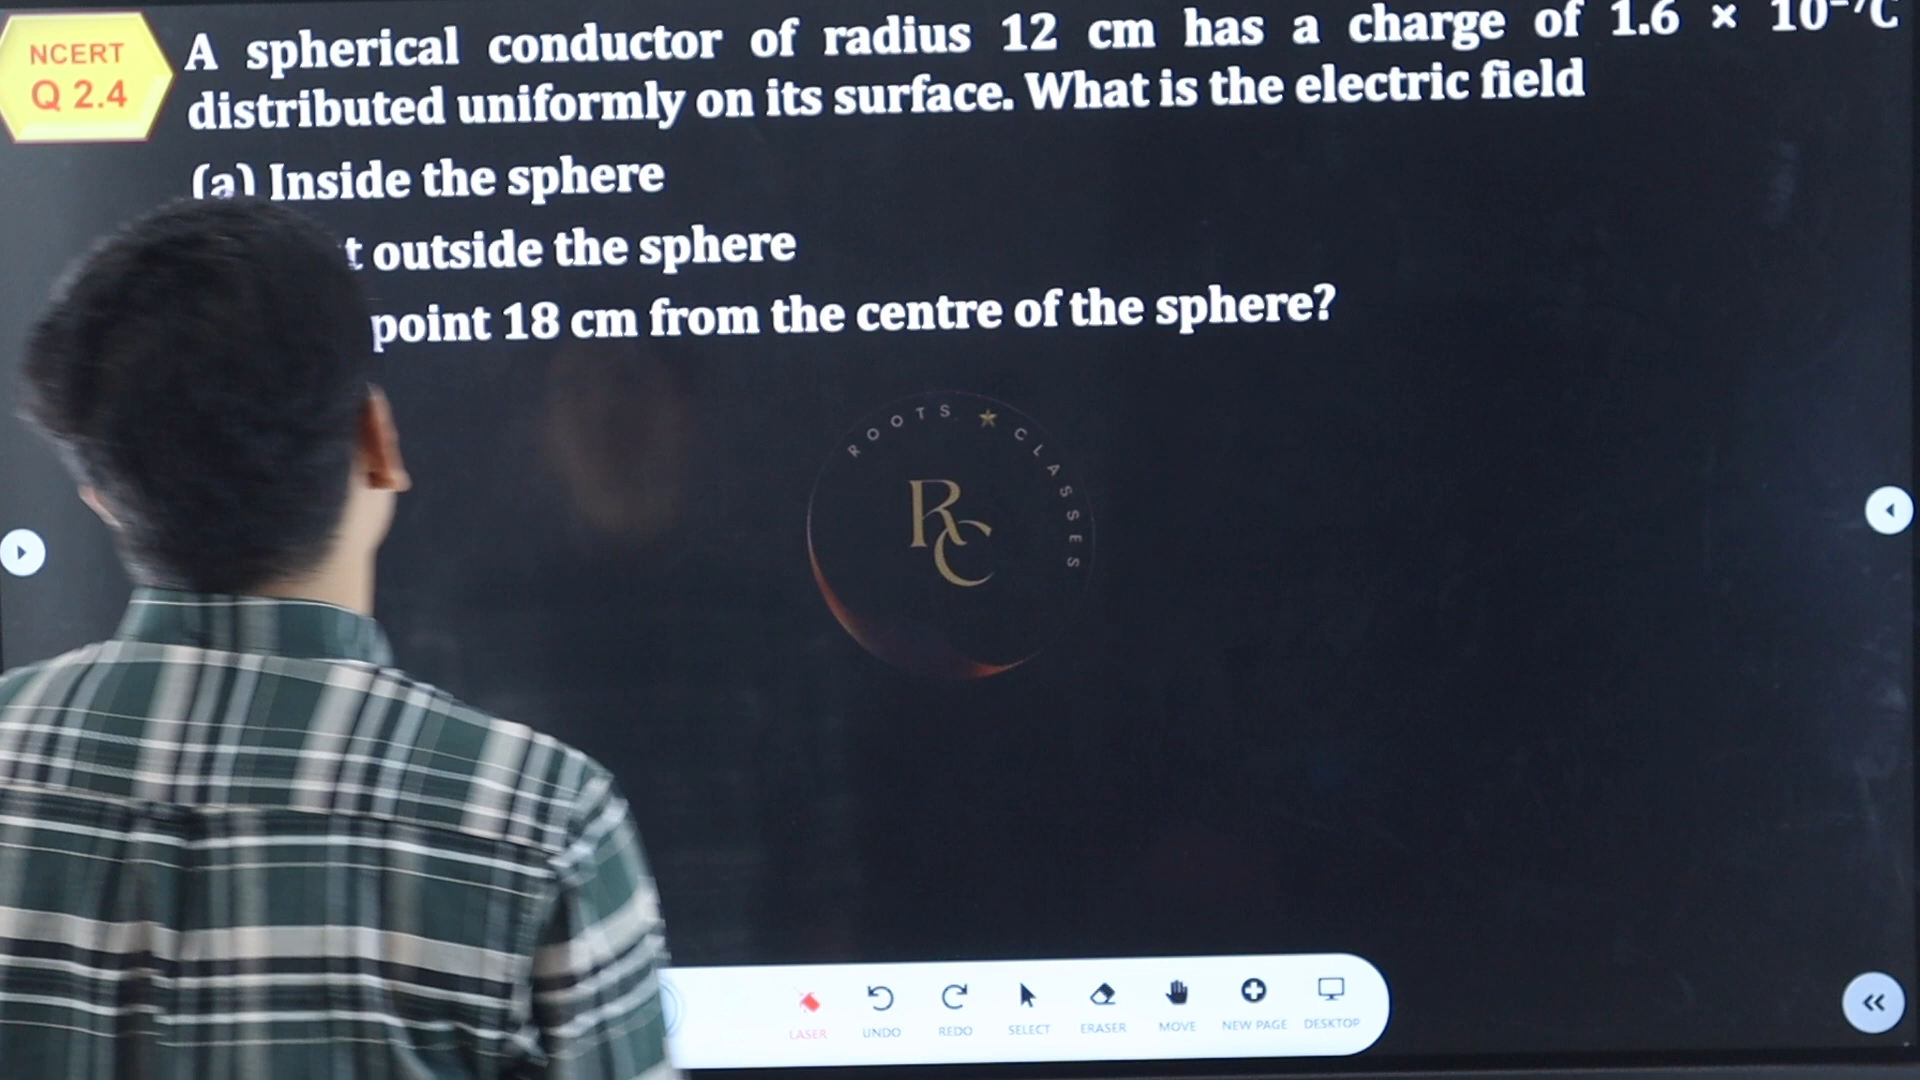 NCERT
Q 2.4
A spherical conductor of radius 12 cm has a charge of 1.6 × 10⁻⁷C
distributed uniformly on its surface. What is the electric field
(a) Inside the sphere
outside the sphere
point 18 cm from the centre of the sphere?
ROOTS CLASSES
RC
LASER UNDO REDO SELECT ERASER MOVE NEW PAGE DESKTOP